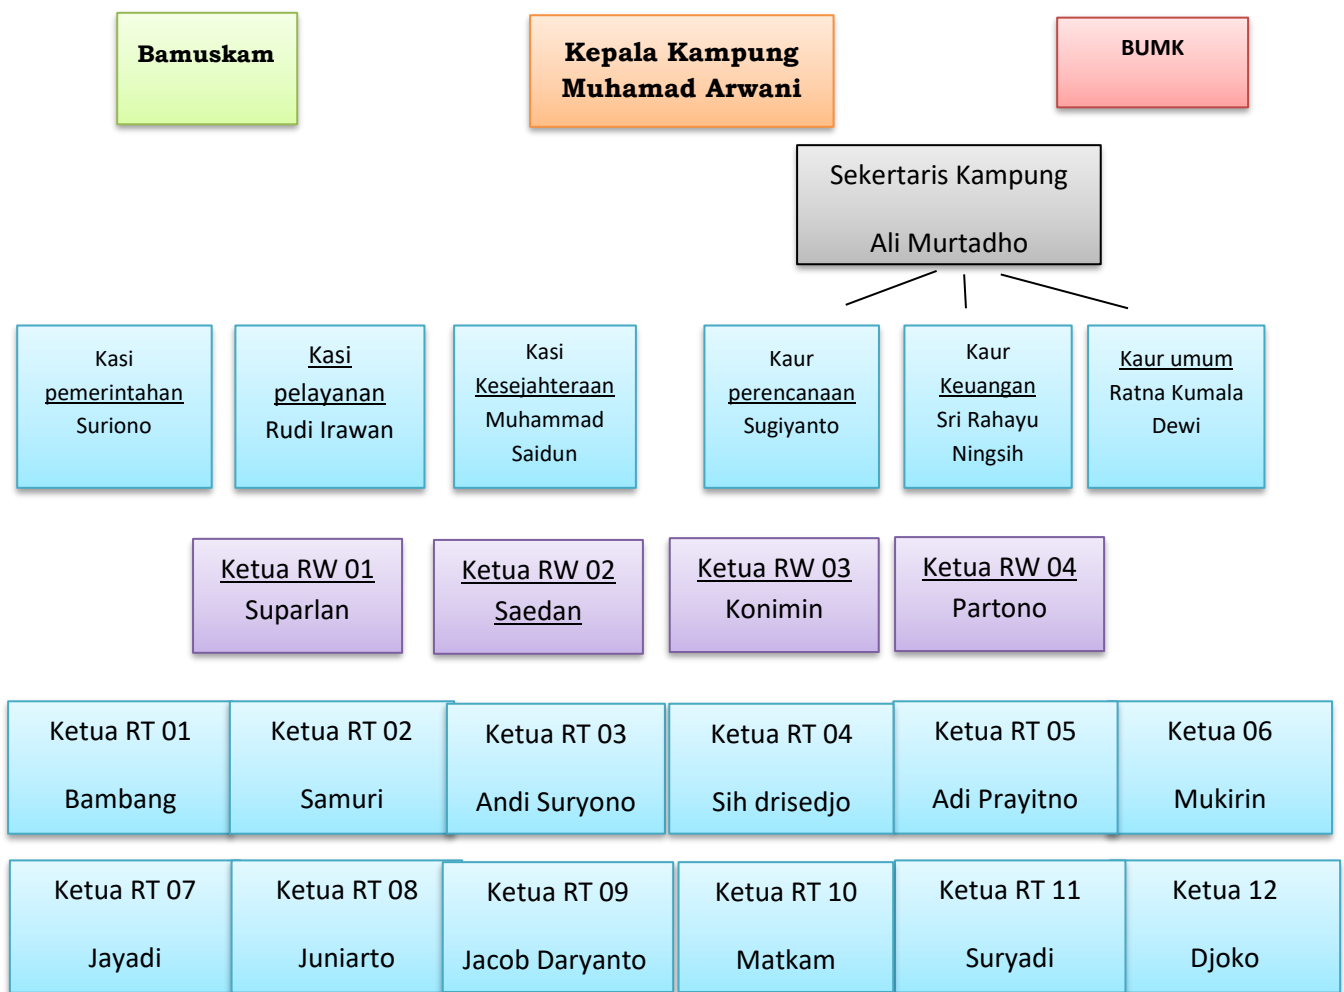 Bamuskam
Kepala Kampung
Muhamad Arwani
BUMK
Sekertaris Kampung
Ali Murtadho
Kasi
pemerintahan
Suriono
Kasi
pelayanan
Rudi Irawan
Kasi
Kesejahteraan
Muhammad
Saidun
Kaur
perencanaan
Sugiyanto
Kaur
Keuangan
Sri Rahayu
Ningsih
Kaur umum
Ratna Kumala
Dewi
Ketua RW 01
Suparlan
Ketua RW 02
Saedan
Ketua RW 03
Konimin
Ketua RW 04
Partono
Ketua RT 01
Bambang
Ketua RT 02
Samuri
Ketua RT 03
Andi Suryono
Ketua RT 04
Sih drisedjo
Ketua RT 05
Adi Prayitno
Ketua 06
Mukirin
Ketua RT 07
Jayadi
Ketua RT 08
Juniarto
Ketua RT 09
Jacob Daryanto
Ketua RT 10
Matkam
Ketua RT 11
Suryadi
Ketua 12
Djoko